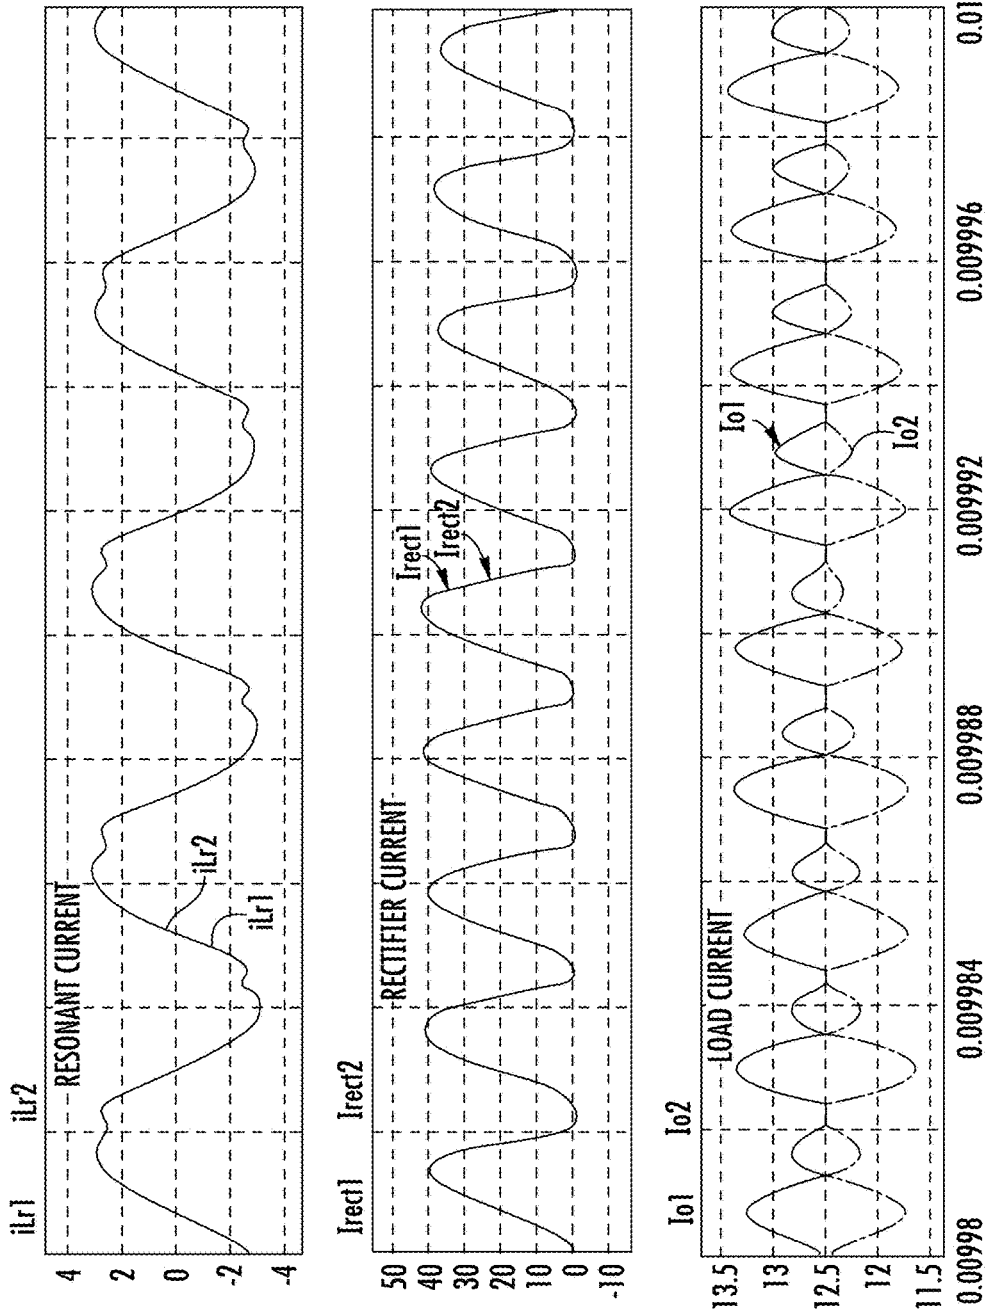 iLr1 iLr2
RESONANT CURRENT
4
2
0
-2
-4
iLr2
iLr1
Irect1 Irect2
RECTIFIER CURRENT
50
40
30
20
10
0
-10
Irect1
Irect2
Io1 Io2
LOAD CURRENT
13.5
13
12.5
12
11.5
Io1
Io2
0.00998 0.009984 0.009988 0.009992 0.009996 0.01